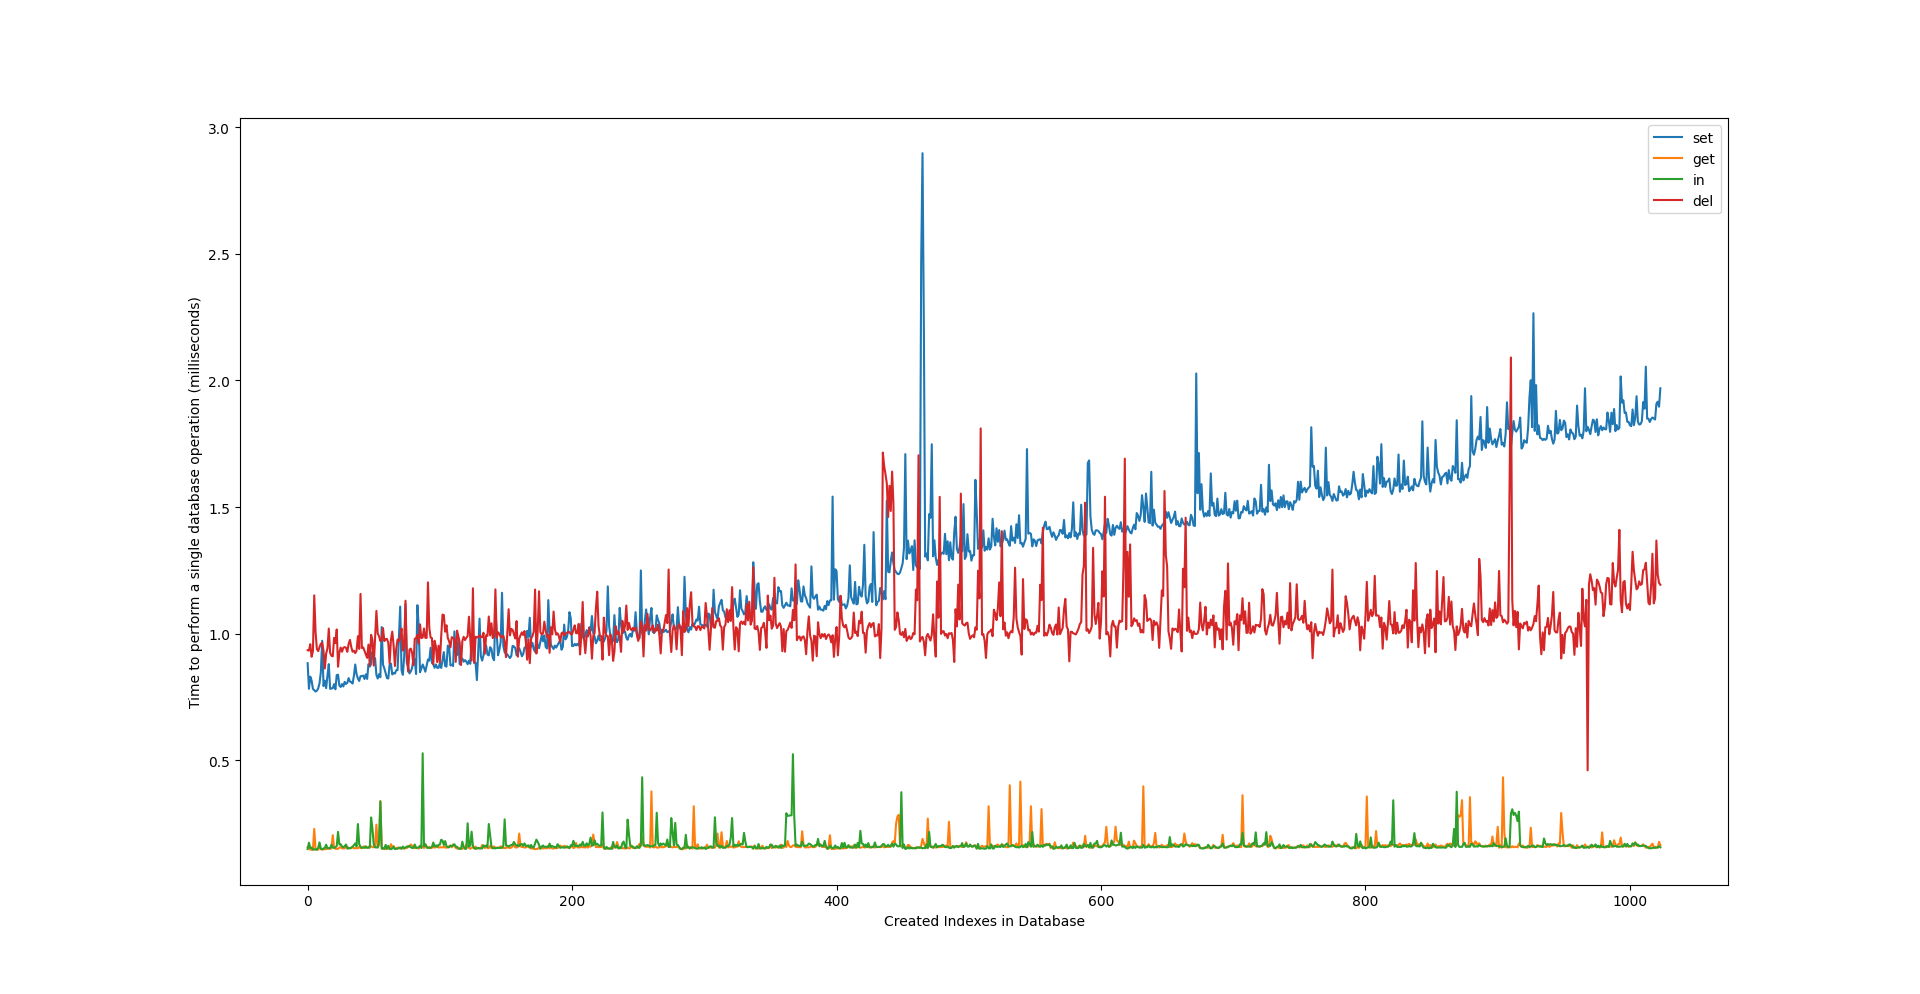 3.0
2.5
2.0
1.5
1.0
0.5
Time to perform a single database operation (milliseconds)
set
get
in
del
0 200 400 600 800 1000
Created Indexes in Database